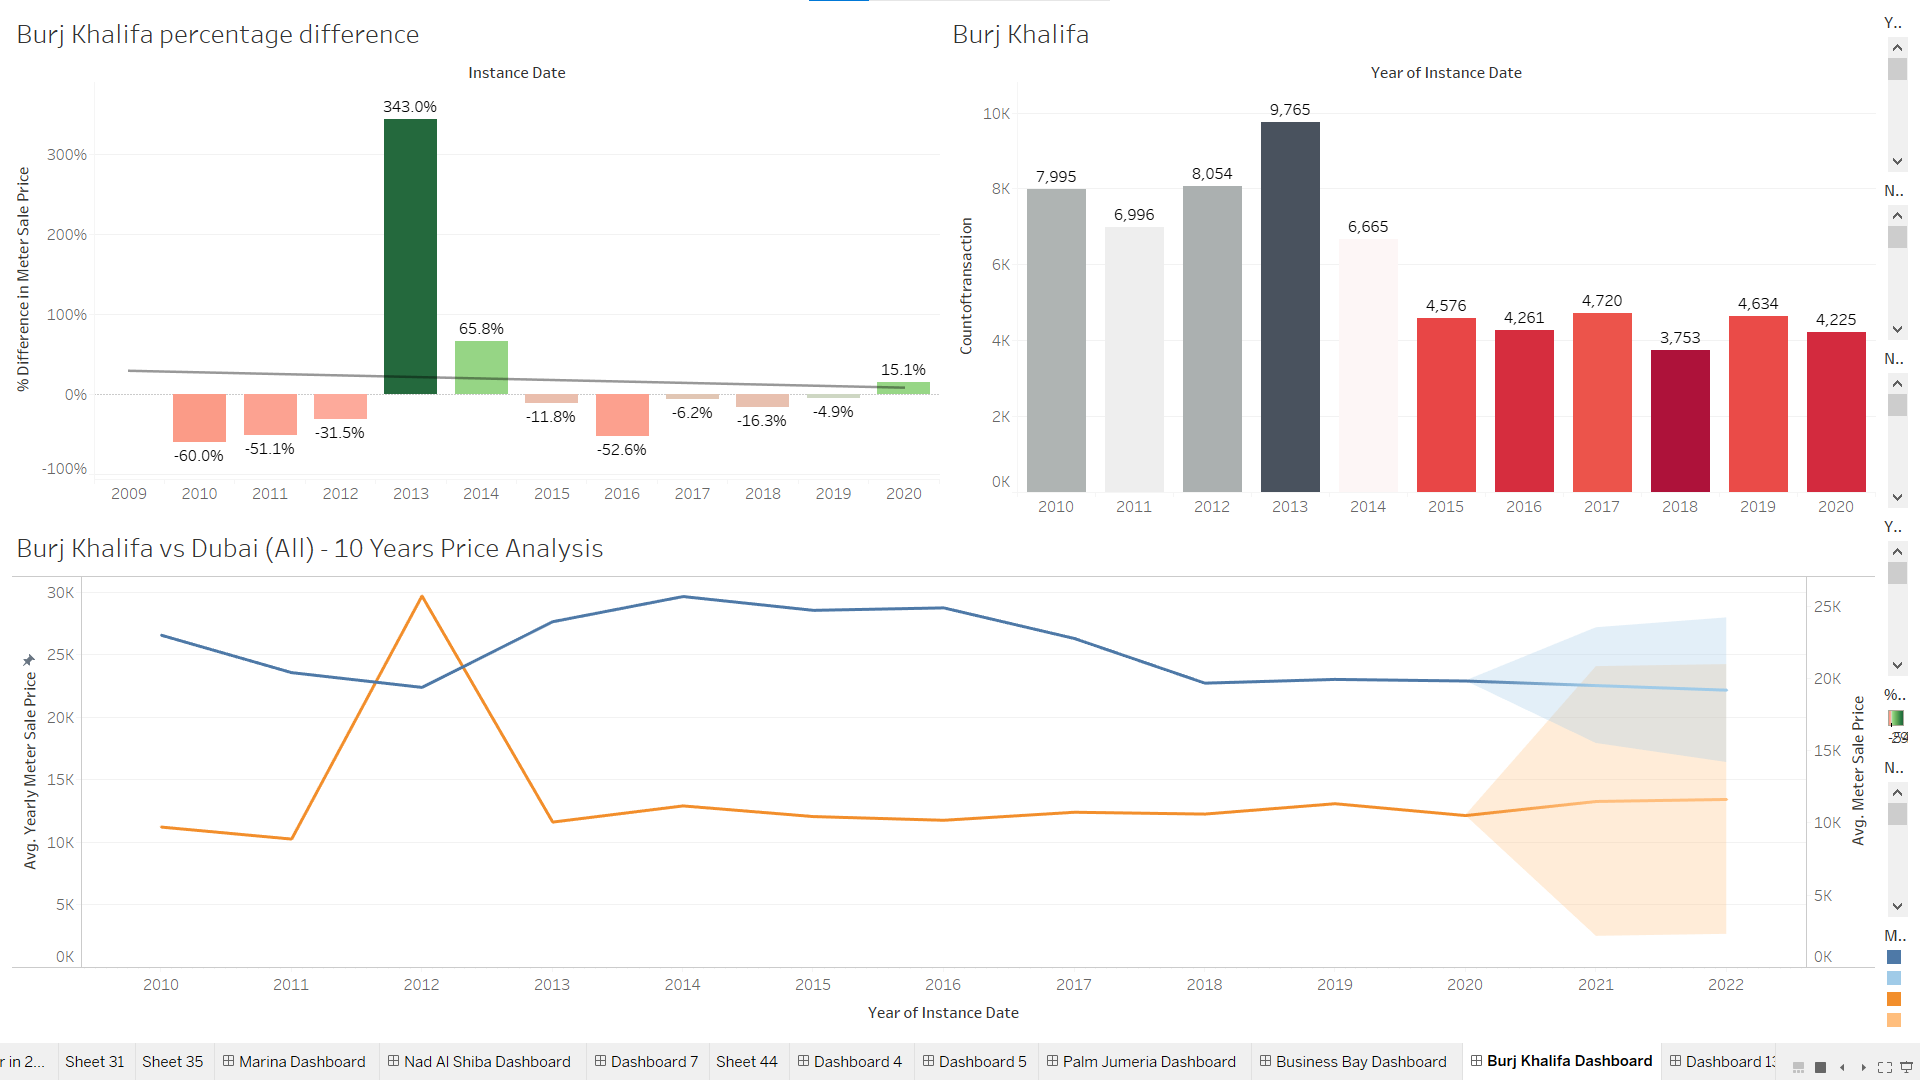 Burj Khalifa percentage difference
Instance Date
% Difference in Meter Sale Price
300%
200%
100%
0%
-100%
343.0%
65.8%
15.1%
-60.0%
-51.1%
-31.5%
-11.8%
-52.6%
-6.2%
-16.3%
-4.9%
2009 2010 2011 2012 2013 2014 2015 2016 2017 2018 2019 2020
Burj Khalifa
Year of Instance Date
Countoftransaction
10K
8K
6K
4K
2K
0K
7,995
6,996
8,054
9,765
6,665
4,576
4,261
4,720
3,753
4,634
4,225
2010 2011 2012 2013 2014 2015 2016 2017 2018 2019 2020
Y..
N..
N..
Y..
%..
N..
M..
Burj Khalifa vs Dubai (All) - 10 Years Price Analysis
Avg. Yearly Meter Sale Price
30K
25K
20K
15K
10K
5K
0K
25K
20K
15K
10K
5K
0K
Avg. Meter Sale Price
2010 2011 2012 2013 2014 2015 2016 2017 2018 2019 2020 2021 2022
Year of Instance Date
r in 2... Sheet 31 Sheet 35 Marina Dashboard Nad Al Shiba Dashboard Dashboard 7 Sheet 44 Dashboard 4 Dashboard 5 Palm Jumeria Dashboard Business Bay Dashboard Burj Khalifa Dashboard Dashboard 13